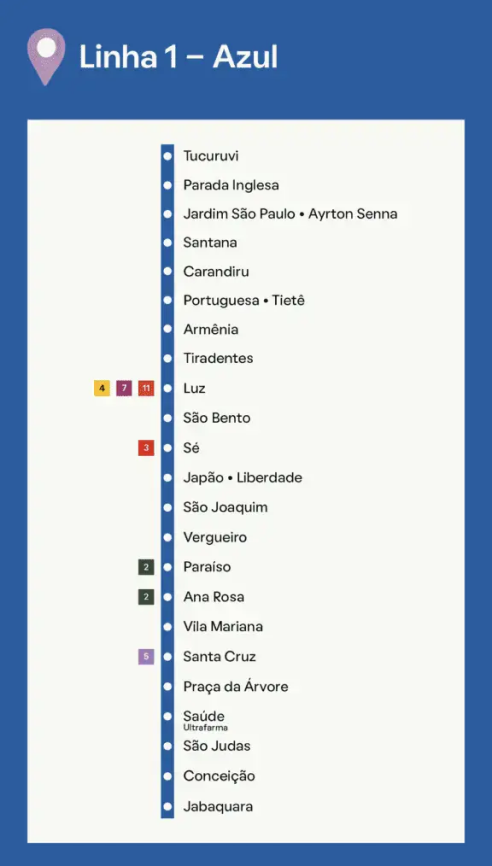 Linha 1 – Azul
Tucuruvi
Parada Inglesa
Jardim São Paulo • Ayrton Senna
Santana
Carandiru
Portuguesa • Tietê
Armênia
Tiradentes
4 7 11 Luz
São Bento
3 Sé
Japão • Liberdade
São Joaquim
Vergueiro
2 Paraíso
2 Ana Rosa
Vila Mariana
5 Santa Cruz
Praça da Árvore
Saúde
Ultrafarma
São Judas
Conceição
Jabaquara